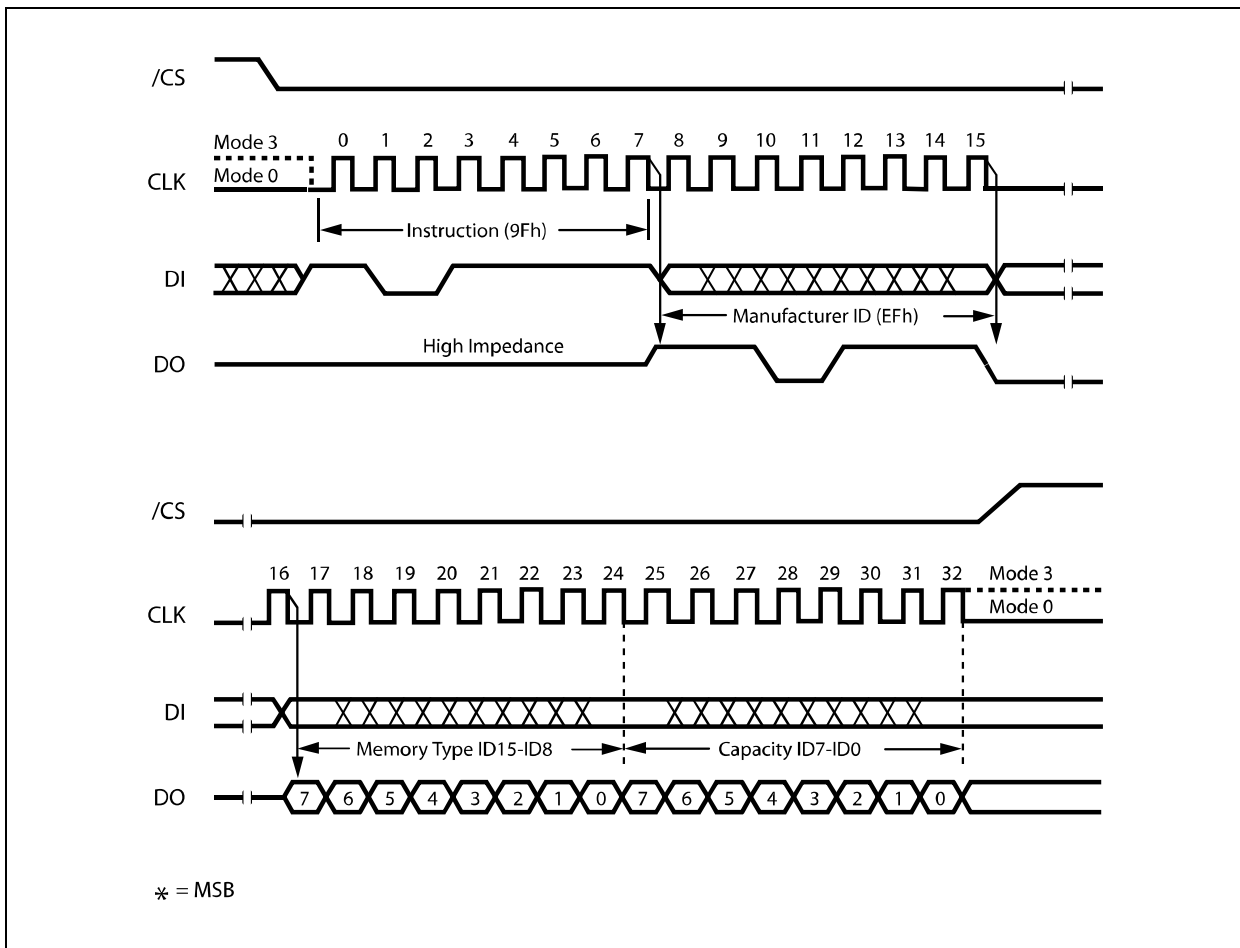 /CS
Mode 3
Mode 0
CLK
0 1 2 3 4 5 6 7 8 9 10 11 12 13 14 15
Instruction (9Fh)
DI
Manufacturer ID (EFh)
High Impedance
DO
/CS
16 17 18 19 20 21 22 23 24 25 26 27 28 29 30 31 32
Mode 3
Mode 0
CLK
DI
Memory Type ID15-ID8
Capacity ID7-ID0
DO
7 6 5 4 3 2 1 0 7 6 5 4 3 2 1 0
* = MSB